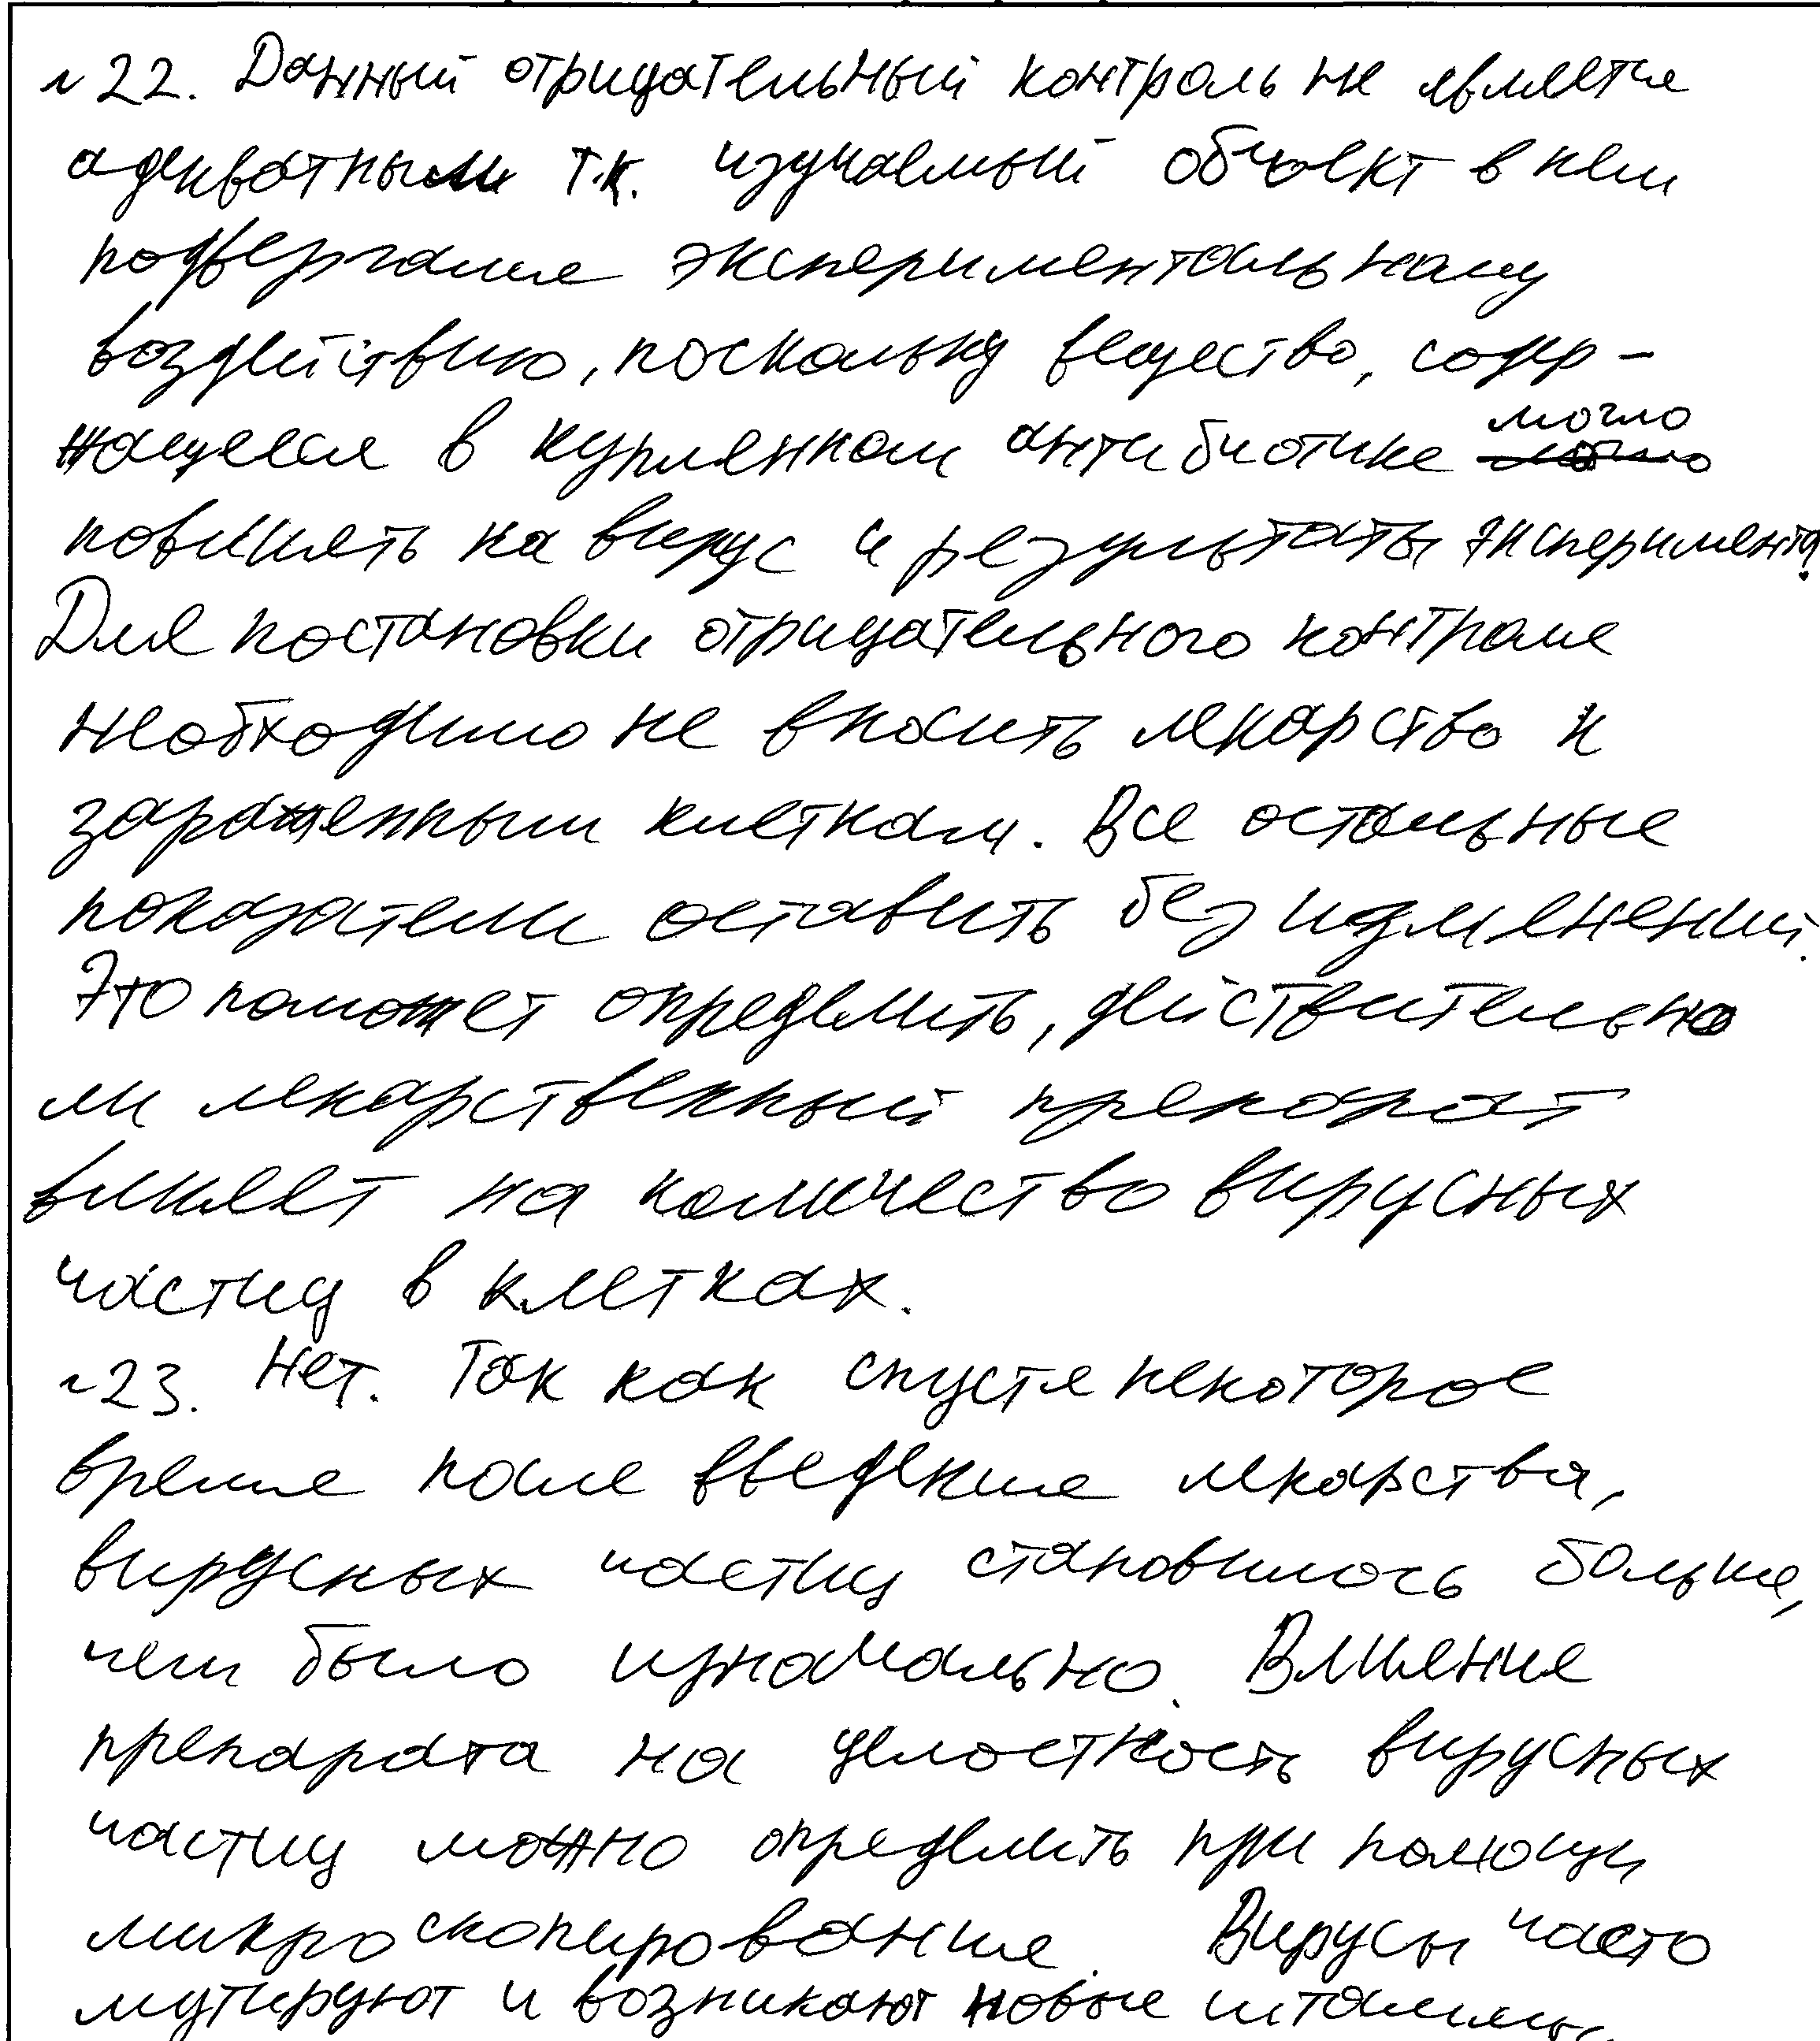 №22. Данный отрицательный контроль не является
адекватным т.к. изучаемый объект в нем
подвергался экспериментальному
воздействию, поскольку вещество, содер-
жащееся в купленном антибиотике могло
повлиять на вирус и результаты эксперимента.
Для постановки отрицательного контроля
необходимо не вносить лекарство к
зараженным клеткам. Все остальные
показатели оставить без изменений.
Это поможет определить, действительно
ли лекарственный препарат
влияет на количество вирусных
частиц в клетках.
№23. Нет. Так как спустя некоторое
время после введения лекарства,
вирусных частиц становилось больше,
чем было изначально. Влияние
препарата на целостность вирусных
частиц можно определить при помощи
микроскопирования. Вирусы часто
мутируют и возникают новые штаммы.